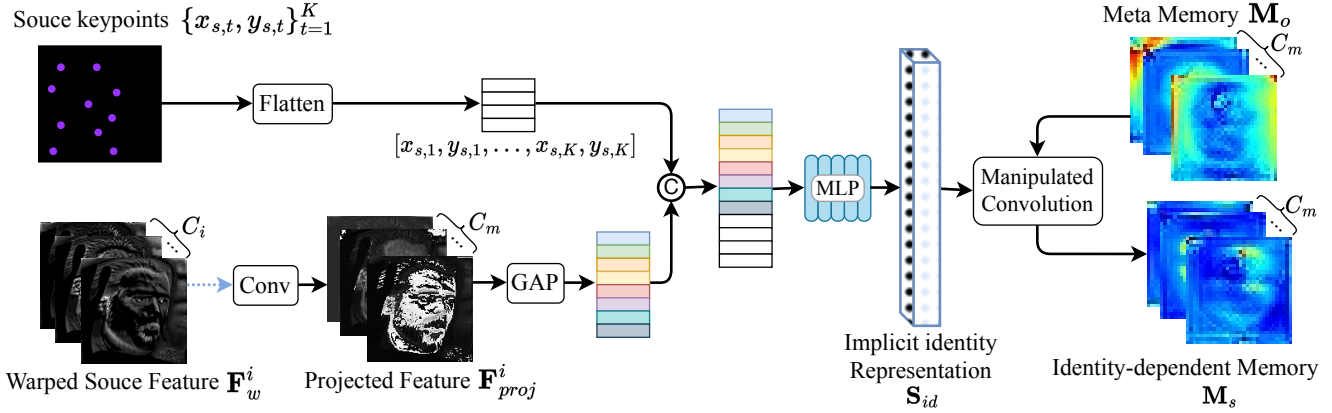 Souce keypoints {x_{s,t}, y_{s,t}}_{t=1}^{K}
Flatten
[x_{s,1}, y_{s,1}, ..., x_{s,K}, y_{s,K}]
C
C_i
Warped Souce Feature F_w^i
Conv
C_m
Projected Feature F_{proj}^i
GAP
MLP
Implicit identity
Representation
S_{id}
Meta Memory M_o
C_m
Manipulated
Convolution
C_m
Identity-dependent Memory
M_s